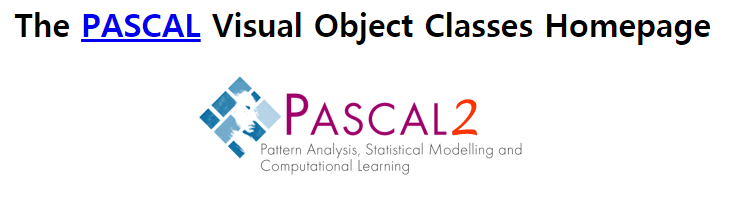 The PASCAL Visual Object Classes Homepage
PASCAL2
Pattern Analysis, Statistical Modelling and
Computational Learning